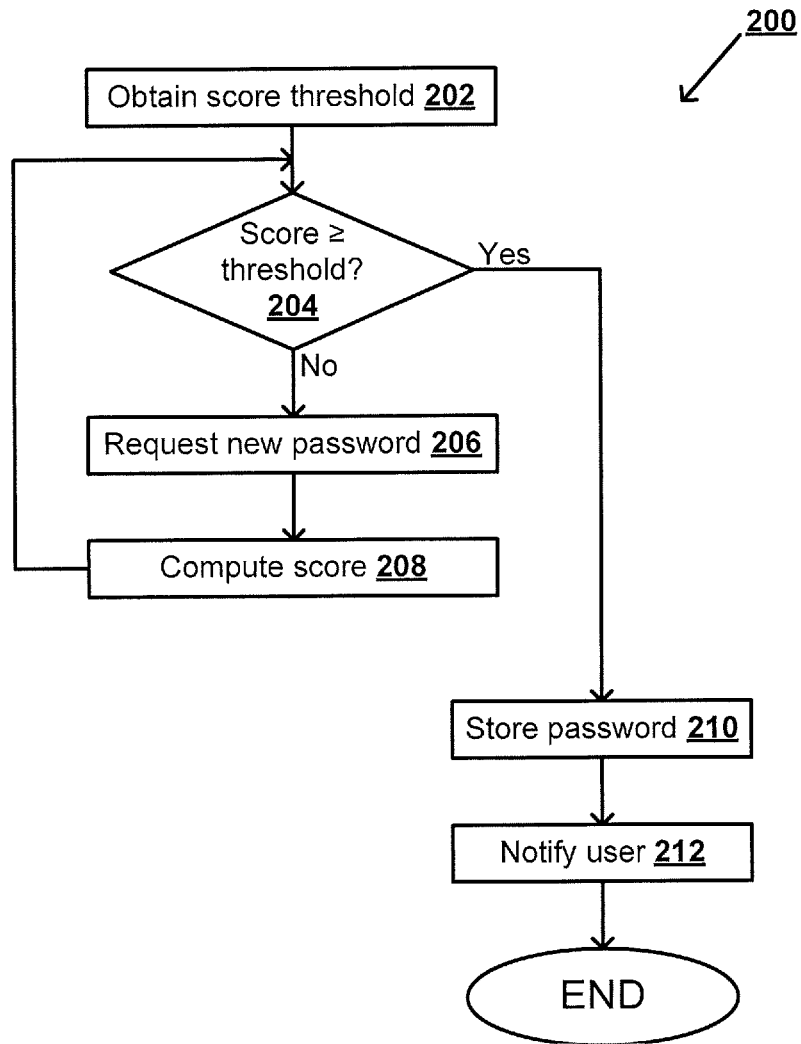 200
Obtain score threshold 202
Score ≥
threshold?
204
Yes
No
Request new password 206
Compute score 208
Store password 210
Notify user 212
END